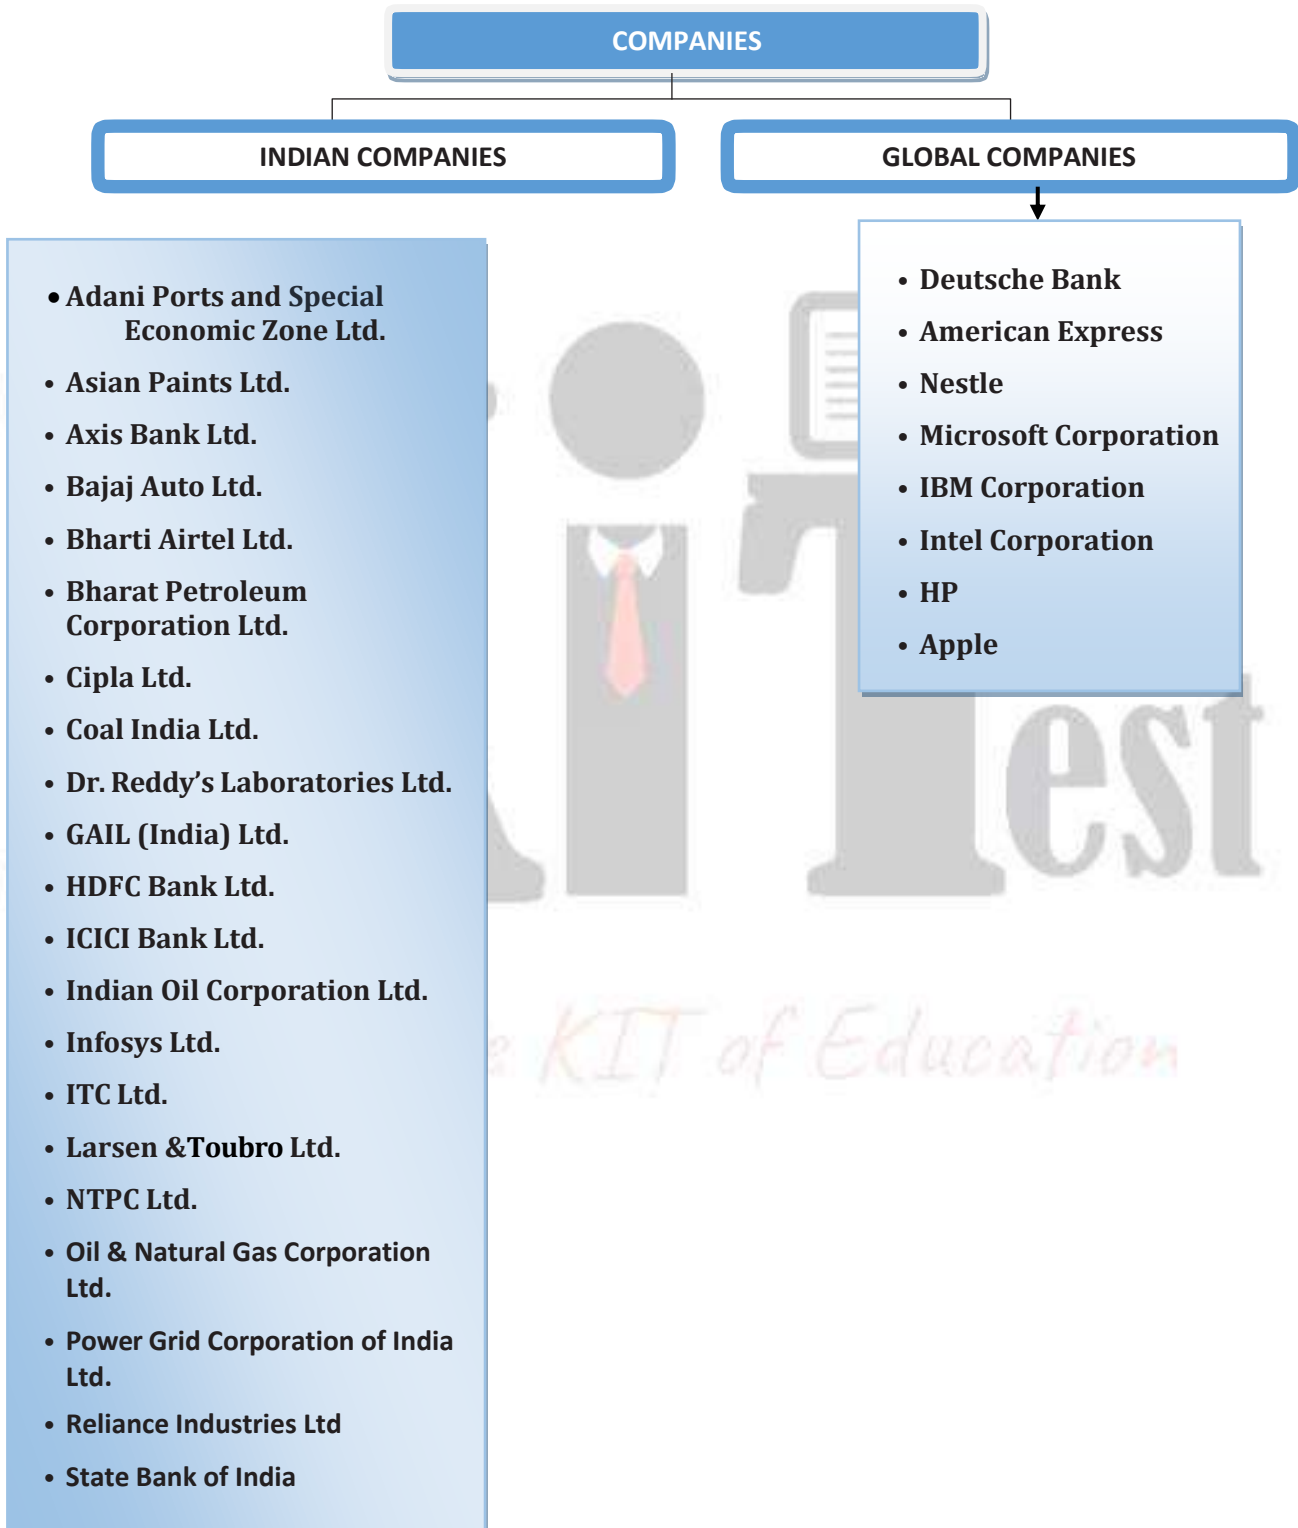 COMPANIES
INDIAN COMPANIES
GLOBAL COMPANIES
• Adani Ports and Special
Economic Zone Ltd.
• Asian Paints Ltd.
• Axis Bank Ltd.
• Bajaj Auto Ltd.
• Bharti Airtel Ltd.
• Bharat Petroleum
Corporation Ltd.
• Cipla Ltd.
• Coal India Ltd.
• Dr. Reddy’s Laboratories Ltd.
• GAIL (India) Ltd.
• HDFC Bank Ltd.
• ICICI Bank Ltd.
• Indian Oil Corporation Ltd.
• Infosys Ltd.
• ITC Ltd.
• Larsen &Toubro Ltd.
• NTPC Ltd.
• Oil & Natural Gas Corporation
Ltd.
• Power Grid Corporation of India
Ltd.
• Reliance Industries Ltd
• State Bank of India
• Deutsche Bank
• American Express
• Nestle
• Microsoft Corporation
• IBM Corporation
• Intel Corporation
• HP
• Apple
iTest
KIT of Education